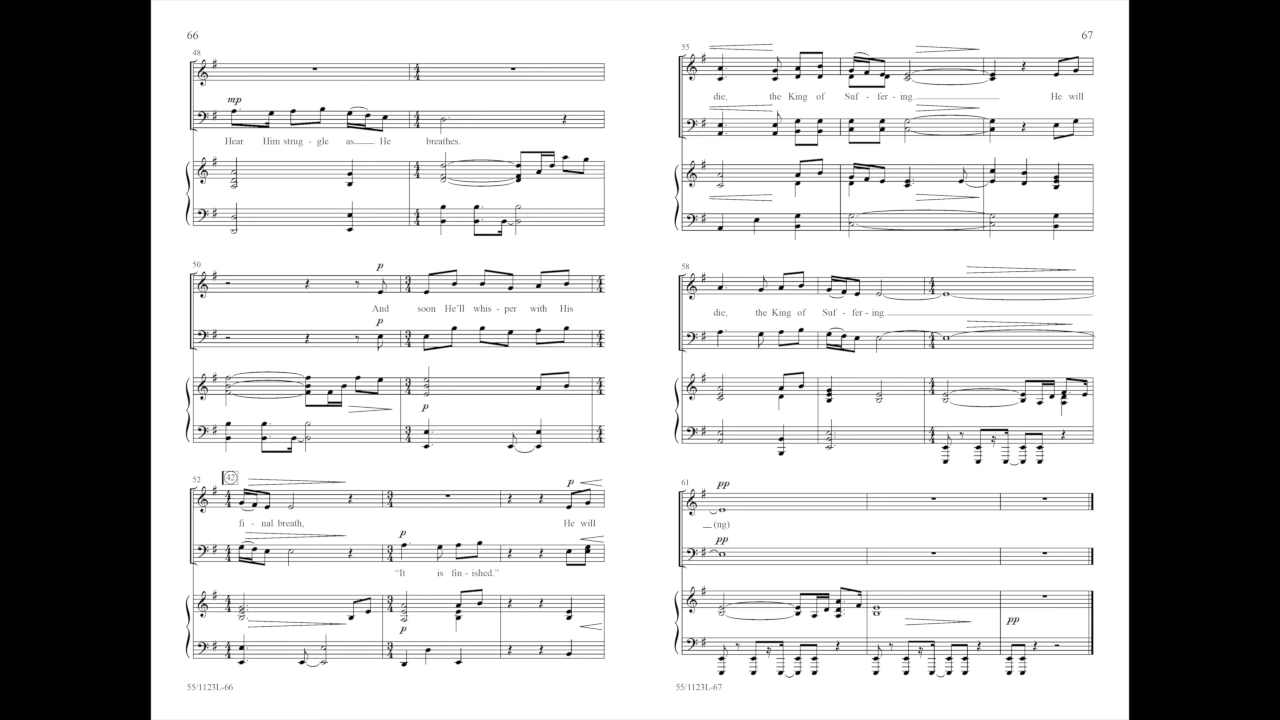 66
48
mp
Hear Him strug - gle as He breathes.
50
p
And soon He'll whis - per with His
p
p
52
42
p
fi - nal breath, He will
p
"It is fin - ished."
p
55/1123L-66
67
55
die, the King of Suf - fer - ing. He will
58
die, the King of Suf - fer - ing.
61
pp
(ng)
pp
pp
55/1123L-67